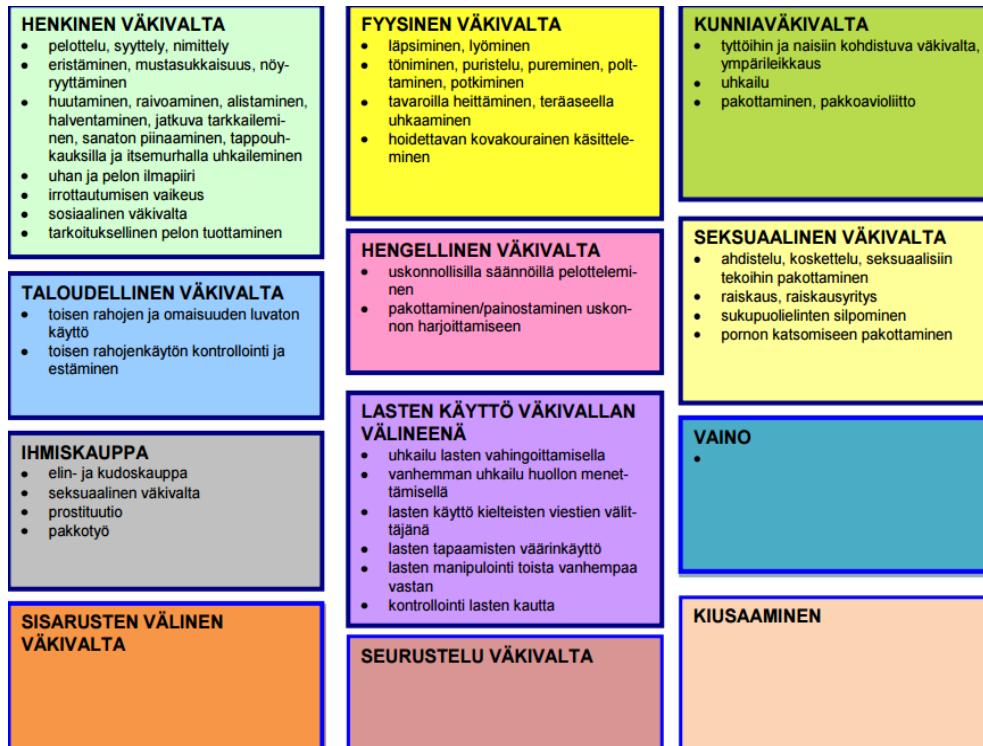 HENKINEN VÄKIVALTA
• pelottelu, syyttely, nimittely
• eristäminen, mustasukkaisuus, nöy-
ryyttäminen
• huutaminen, raivoaminen, alistaminen,
halventaminen, jatkuva tarkkailemi-
nen, sanaton piinaaminen, tappouh-
kauksilla ja itsemurhalla uhkaileminen
• uhan ja pelon ilmapiiri
• irrottautumisen vaikeus
• sosiaalinen väkivalta
• tarkoituksellinen pelon tuottaminen
TALOUDELLINEN VÄKIVALTA
• toisen rahojen ja omaisuuden luvaton
käyttö
• toisen rahojenkäytön kontrollointi ja
estäminen
IHMISKAUPPA
• elin- ja kudoskauppa
• seksuaalinen väkivalta
• prostituutio
• pakkotyö
SISARUSTEN VÄLINEN
VÄKIVALTA
FYYSINEN VÄKIVALTA
• läpsiminen, lyöminen
• töniminen, puristelu, pureminen, polt-
taminen, potkiminen
• tavaroilla heittäminen, teräaseella
uhkaaminen
• hoidettavan kovakourainen käsittele-
minen
HENGELLINEN VÄKIVALTA
• uskonnollisilla säännöillä pelottelemi-
nen
• pakottaminen/painostaminen uskon-
non harjoittamiseen
LASTEN KÄYTTÖ VÄKIVALLAN
VÄLINEENÄ
• uhkailu lasten vahingoittamisella
• vanhemman uhkailu huollon menet-
tämisellä
• lasten käyttö kielteisten viestien välit-
täjänä
• lasten tapaamisten väärinkäyttö
• lasten manipulointi toista vanhempaa
vastan
• kontrollointi lasten kautta
SEURUSTELU VÄKIVALTA
KUNNIAVÄKIVALTA
• tyttöihin ja naisiin kohdistuva väkivalta,
ympärileikkaus
• uhkailu
• pakottaminen, pakkoavioliitto
SEKSUAALINEN VÄKIVALTA
• ahdistelu, koskettelu, seksuaalisiin
tekoihin pakottaminen
• raiskaus, raiskausyritys
• sukupuolielinten silpominen
• pornon katsomiseen pakottaminen
VAINO
•
KIUSAAMINEN